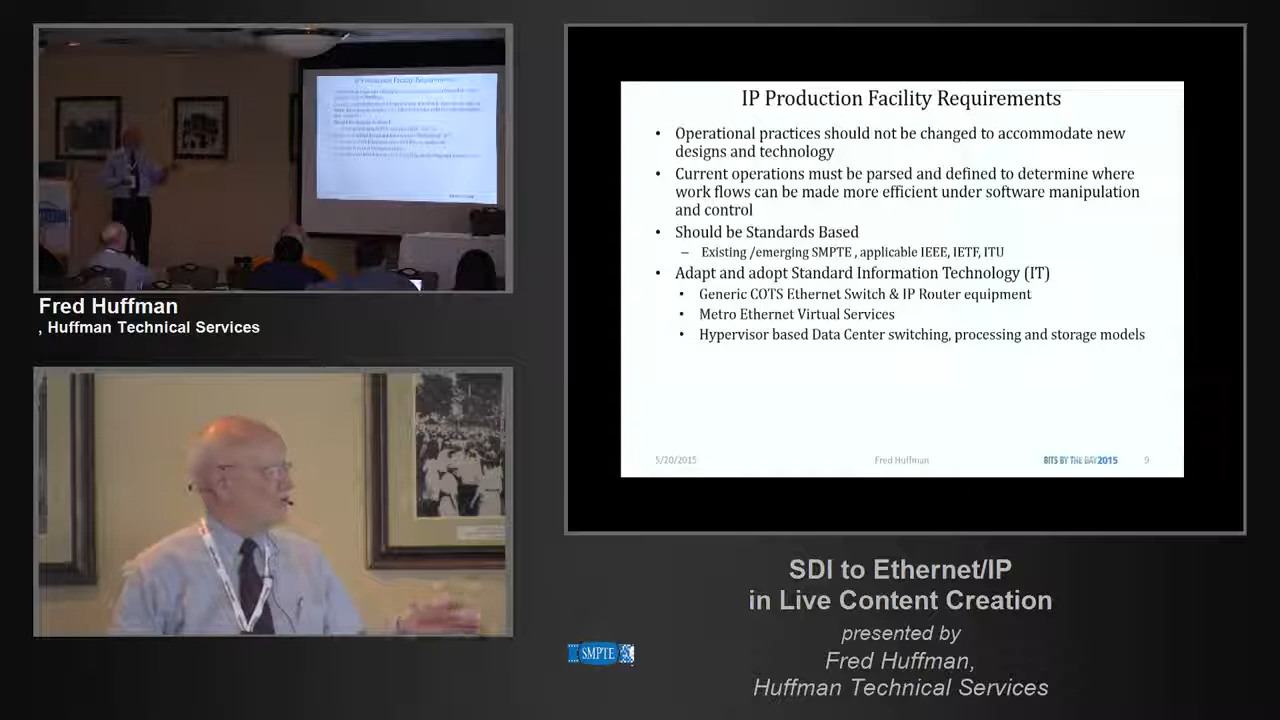 IP Production Facility Requirements
Fred Huffman
, Huffman Technical Services
IP Production Facility Requirements
• Operational practices should not be changed to accommodate new
designs and technology
• Current operations must be parsed and defined to determine where
work flows can be made more efficient under software manipulation
and control
• Should be Standards Based
– Existing /emerging SMPTE , applicable IEEE, IETF, ITU
• Adapt and adopt Standard Information Technology (IT)
• Generic COTS Ethernet Switch & IP Router equipment
• Metro Ethernet Virtual Services
• Hypervisor based Data Center switching, processing and storage models
5/20/2015
Fred Huffman
BITS BY THE BAY2015
9
SDI to Ethernet/IP
in Live Content Creation
presented by
Fred Huffman,
Huffman Technical Services
SMPTE